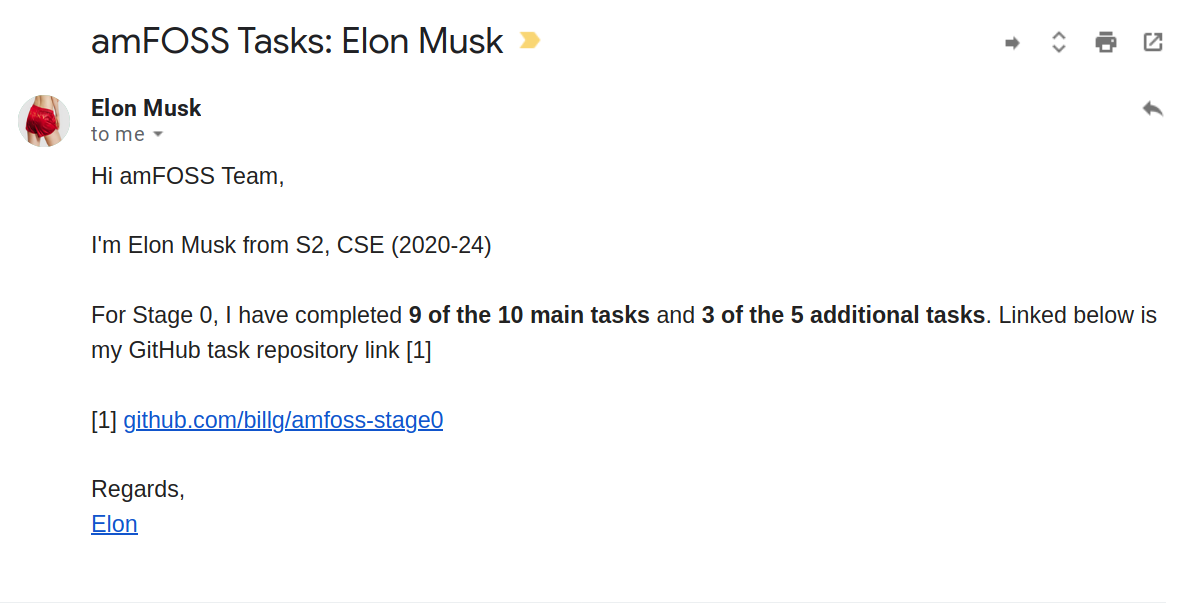 amFOSS Tasks: Elon Musk
Elon Musk
to me
Hi amFOSS Team,
I'm Elon Musk from S2, CSE (2020-24)
For Stage 0, I have completed 9 of the 10 main tasks and 3 of the 5 additional tasks. Linked below is
my GitHub task repository link [1]
[1] github.com/billg/amfoss-stage0
Regards,
Elon